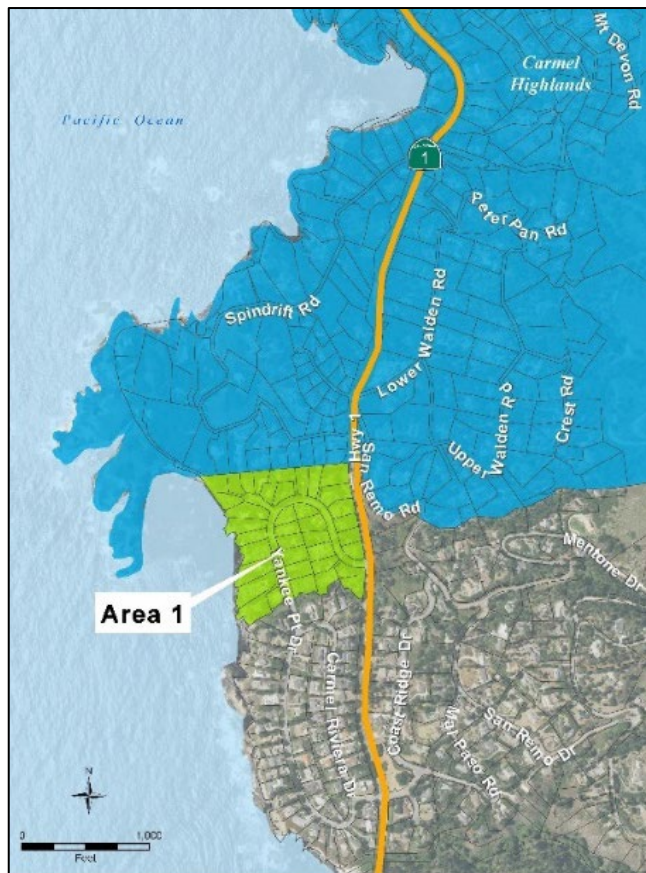 Mt Devon Rd
Carmel
Highlands
Pacific Ocean
1
Peter Pan Rd
Spindrift Rd
Lower Walden Rd
Hwy 1
San Remo Rd
Upper
Walden Rd
Crest Rd
Mentone Dr
Area 1
Yankee Pt Dr
Carmel Riviera Dr
Coast Ridge Dr
Mal Paso Rd
San Remo Dr
N
0
1,000
Feet